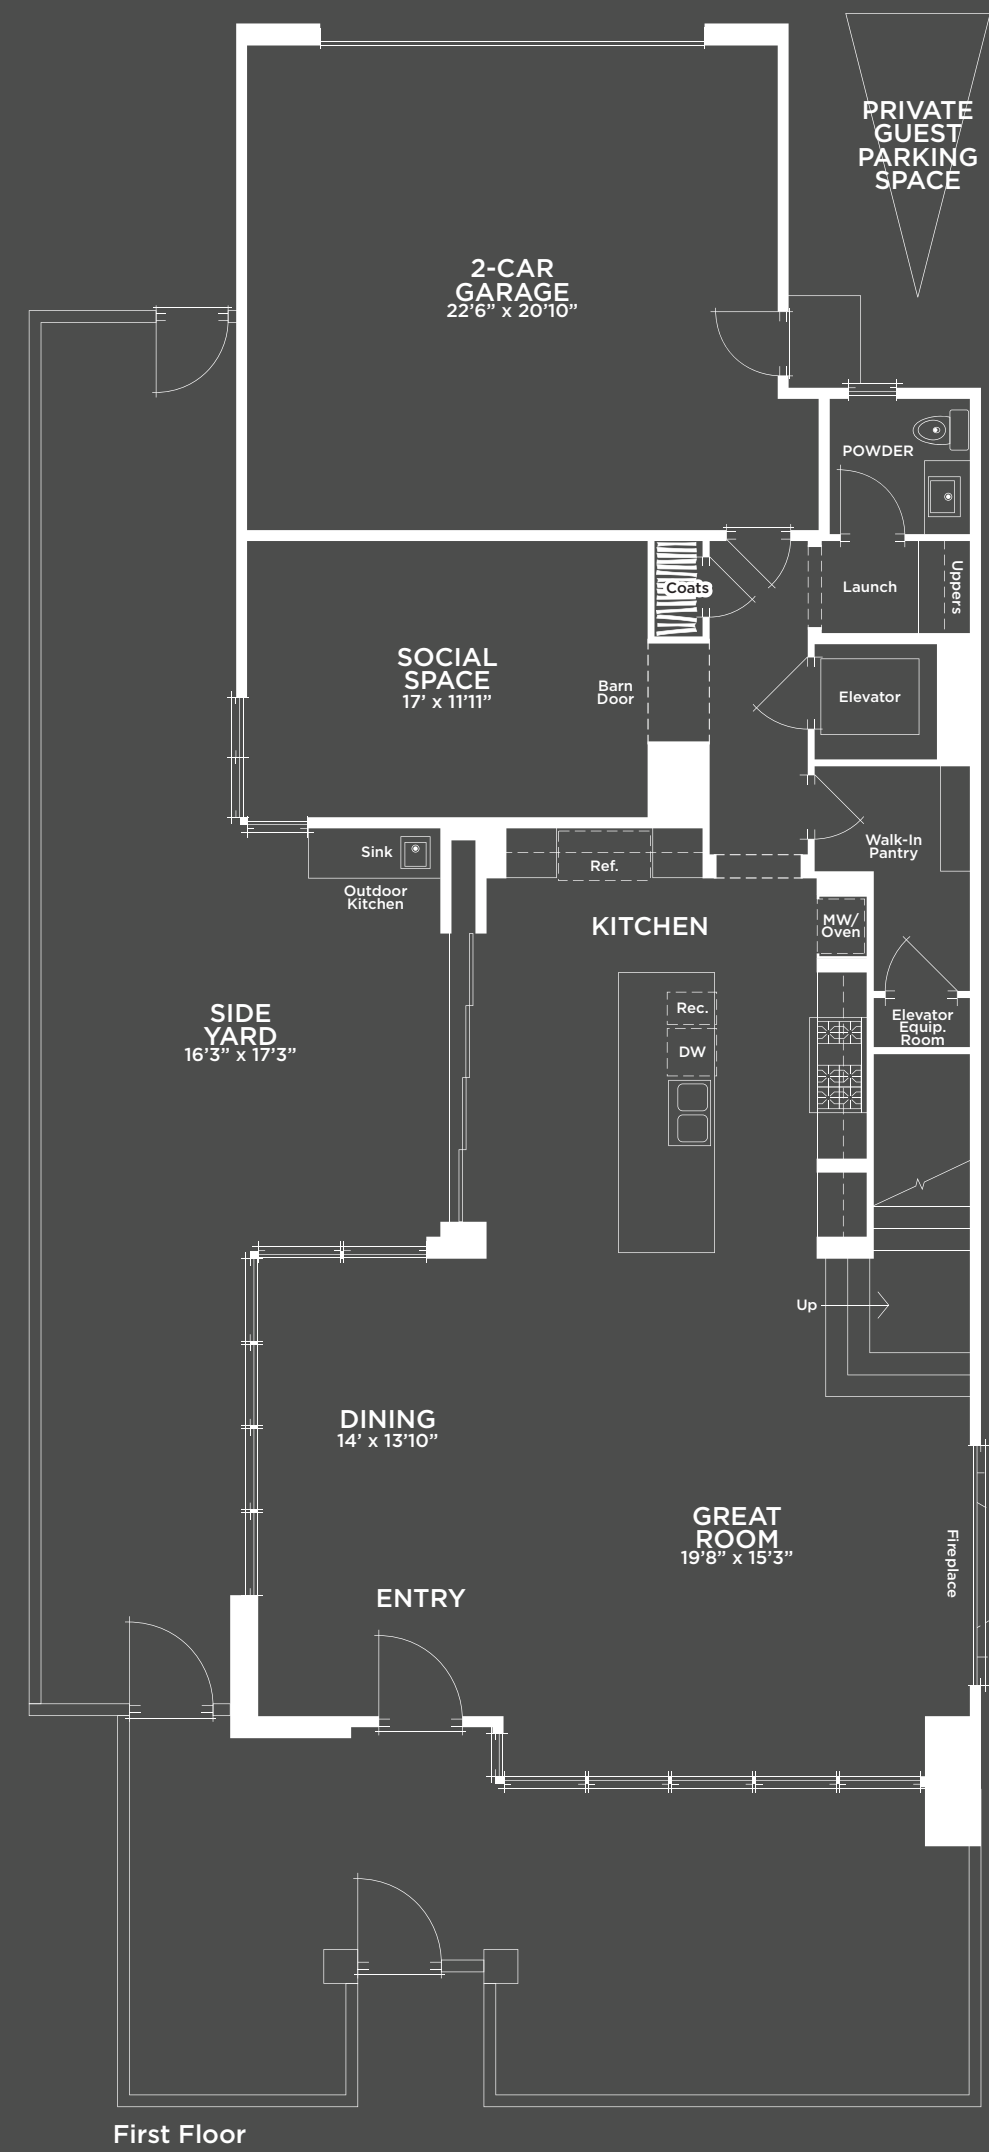 PRIVATE
GUEST
PARKING
SPACE
2-CAR
GARAGE
22’6” x 20’10”
POWDER
Coats
Launch
Uppers
SOCIAL
SPACE
17’ x 11’11”
Barn
Door
Elevator
Sink
Outdoor
Kitchen
Ref.
Walk-In
Pantry
KITCHEN
MW/
Oven
SIDE
YARD
16’3” x 17’3”
Rec.
DW
Elevator
Equip.
Room
Up
DINING
14’ x 13’10”
GREAT
ROOM
19’8” x 15’3”
Fireplace
ENTRY
First Floor